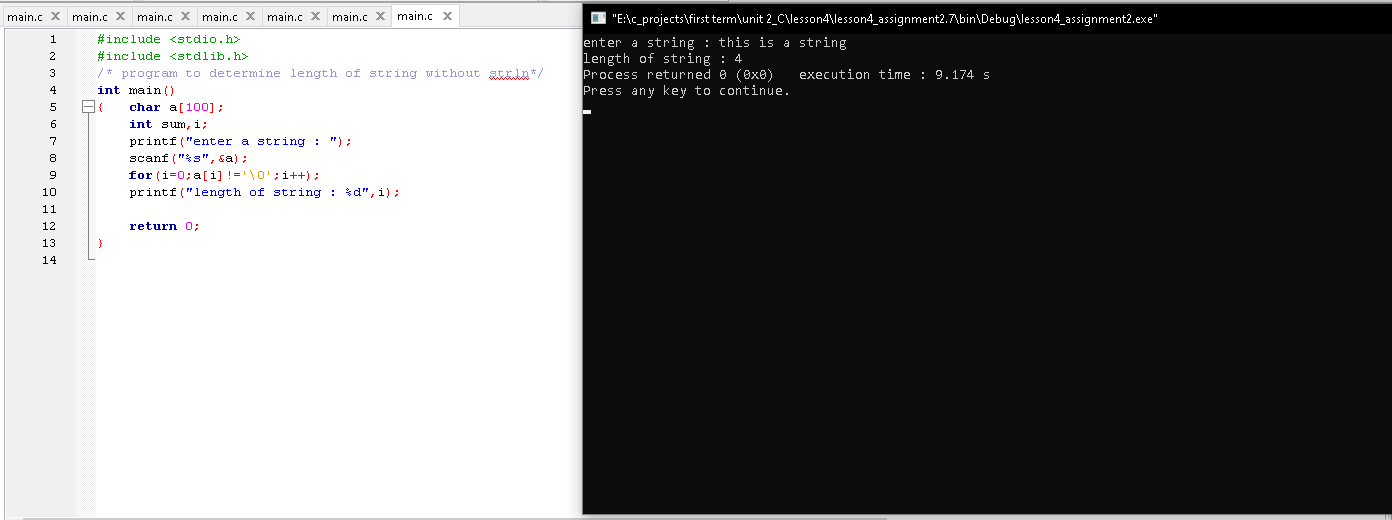 main.c main.c main.c main.c main.c main.c main.c
1 #include <stdio.h>
2 #include <stdlib.h>
3 /* program to determine length of string without strln*/
4 int main()
5 { char a[100];
6 int sum,i;
7 printf("enter a string : ");
8 scanf("%s",&a);
9 for(i=0;a[i]!='\0';i++);
10 printf("length of string : %d",i);
11
12 return 0;
13 }
14
"E:\c_projects\first term\unit 2_C\lesson4\lesson4_assignment2.7\bin\Debug\lesson4_assignment2.exe"
enter a string : this is a string
length of string : 4
Process returned 0 (0x0)   execution time : 9.174 s
Press any key to continue.